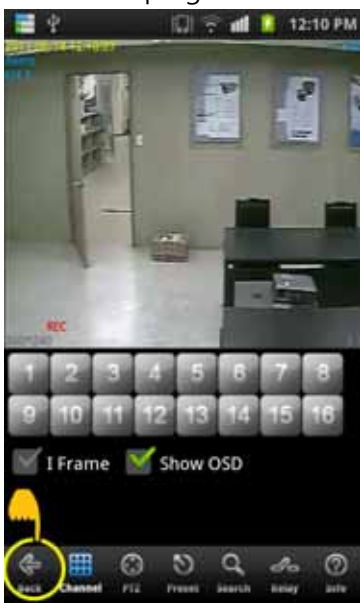 12:10 PM
REC
1 2 3 4 5 6 7 8
9 10 11 12 13 14 15 16
I Frame Show OSD
Back Channel PTZ Preset Search Relay Info